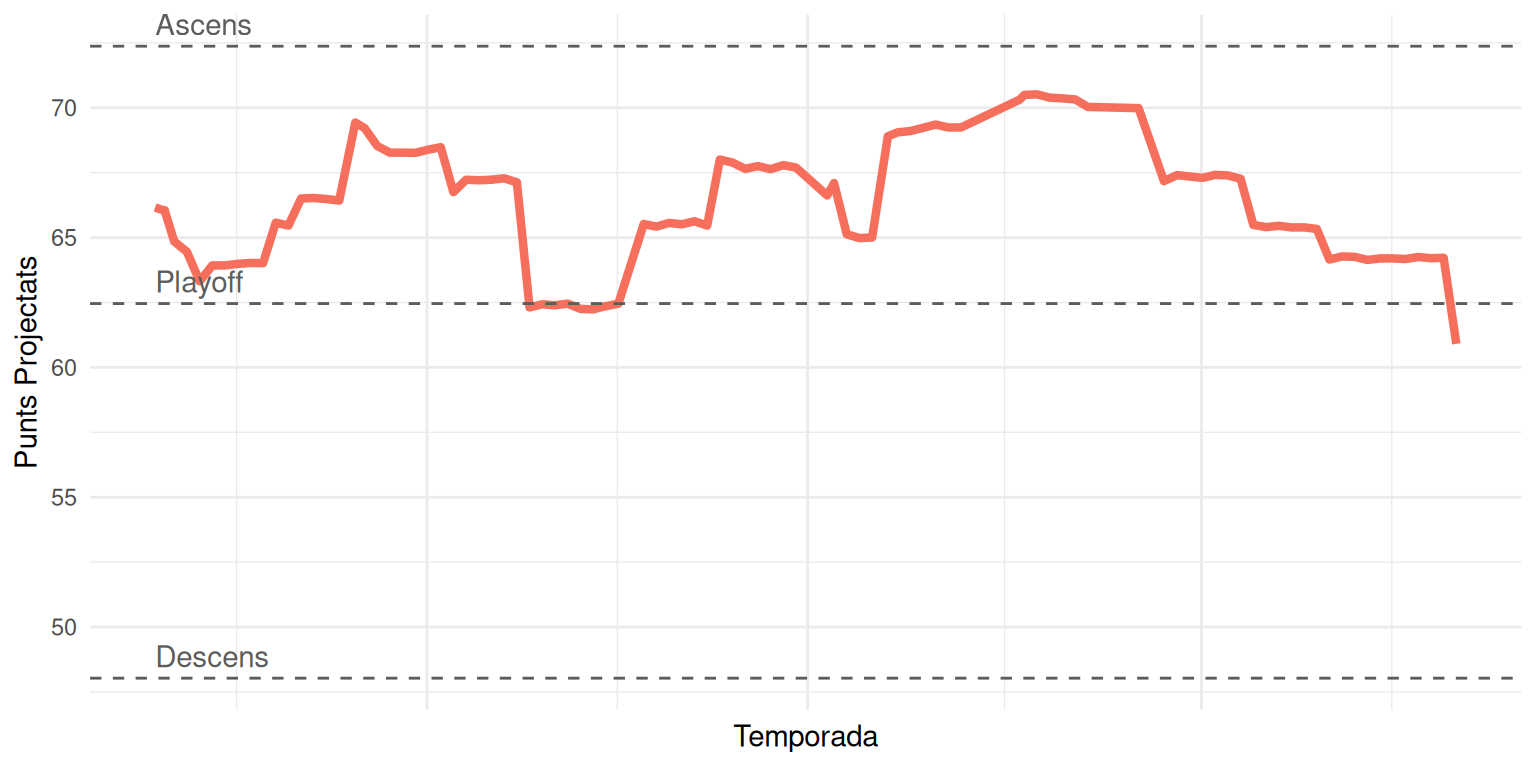 Ascens
70
65
Playoff
60
55
50
Descens
Punts Projectats
Temporada